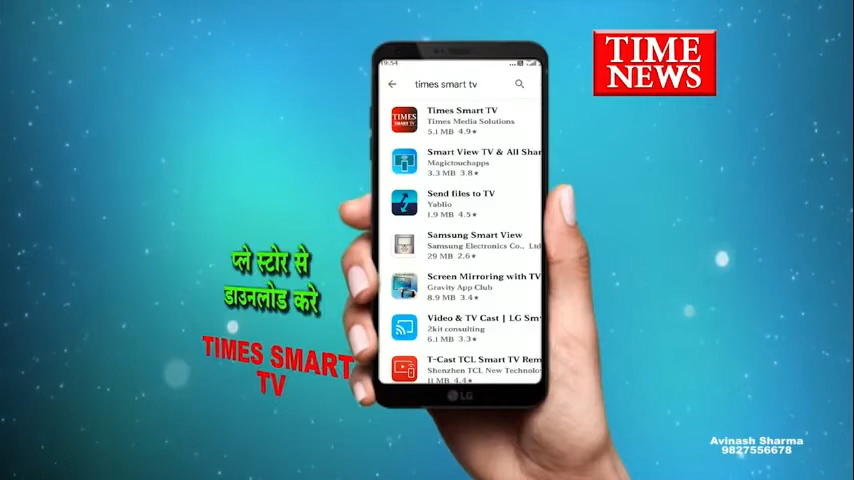 TIME
NEWS
19:54
times smart tv
TIMES
SMART TV
Times Smart TV
Times Media Solutions
5.1 MB 4.9★
Smart View TV & All Shar
Magictouchapps
3.3 MB 3.8★
Send files to TV
Yablio
1.9 MB 4.5★
Samsung Smart View
Samsung Electronics Co., Ltd
29 MB 2.6★
Screen Mirroring with TV
Gravity App Club
8.9 MB 3.4★
Video & TV Cast | LG Sm
2kit consulting
6.1 MB 3.3★
T-Cast TCL Smart TV Rem
Shenzhen TCL New Technolo
11 MB 4.4★
LG
प्ले स्टोर से
डाउनलोड करे
TIMES SMART
TV
Avinash Sharma
9827556678